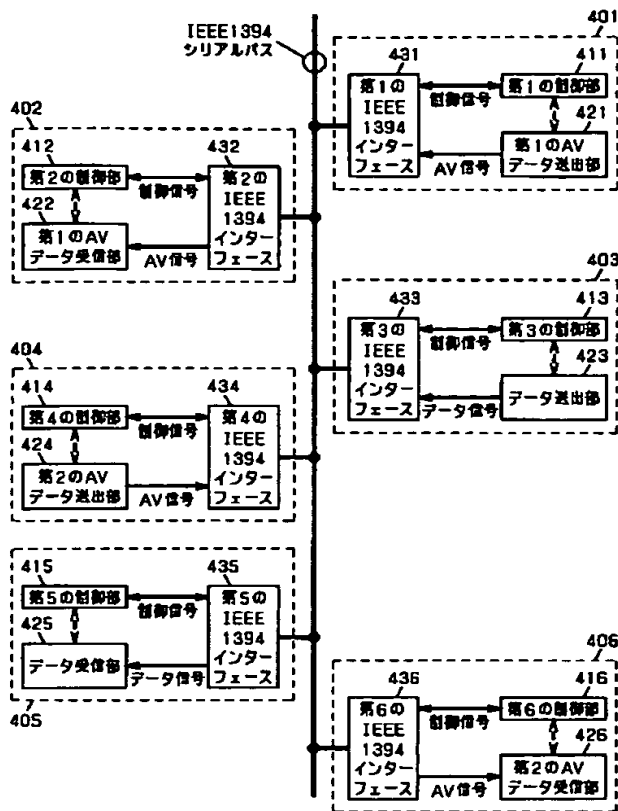 IEEE1394
シリアルバス
401
431
411
第1の
IEEE
1394
インター
フェース
制御信号
第1の制御部
421
AV信号
第1のAV
データ送出部
402
412
432
第2の制御部
制御信号
第2の
IEEE
1394
インター
フェース
422
第1のAV
データ受信部
AV信号
403
433
413
第3の
IEEE
1394
インター
フェース
制御信号
第3の制御部
423
データ信号
データ送出部
404
414
434
第4の制御部
制御信号
第4の
IEEE
1394
インター
フェース
424
第2のAV
データ送出部
AV信号
415
435
第5の制御部
制御信号
第5の
IEEE
1394
インター
フェース
425
データ受信部
データ信号
405
406
436
416
第6の
IEEE
1394
インター
フェース
制御信号
第6の制御部
426
AV信号
第2のAV
データ受信部